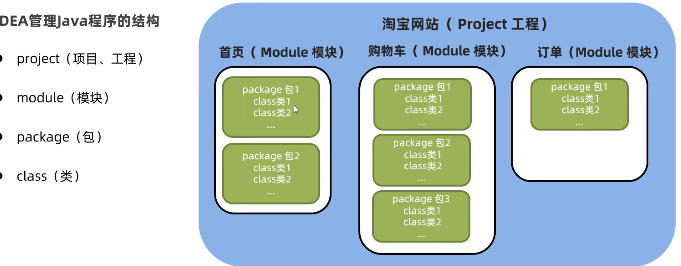 DEA管理Java程序的结构
project（项目、工程）
module（模块）
package（包）
class（类）
淘宝网站（ Project 工程）
首页（ Module 模块）
package 包1
class类1
class类2
...
package 包2
class类1
class类2
...
购物车（ Module 模块）
package 包1
class类1
class类2
...
package 包2
class类1
class类2
...
package 包3
class类1
class类2
...
订单（Module 模块）
package 包1
class类1
class类2
...